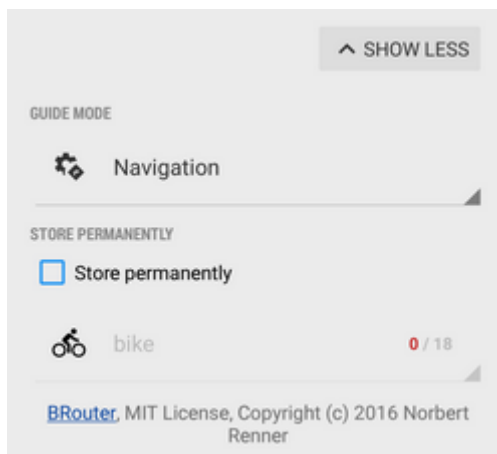 SHOW LESS
GUIDE MODE
Navigation
STORE PERMANENTLY
Store permanently
bike 0 / 18
BRouter, MIT License, Copyright (c) 2016 Norbert
Renner